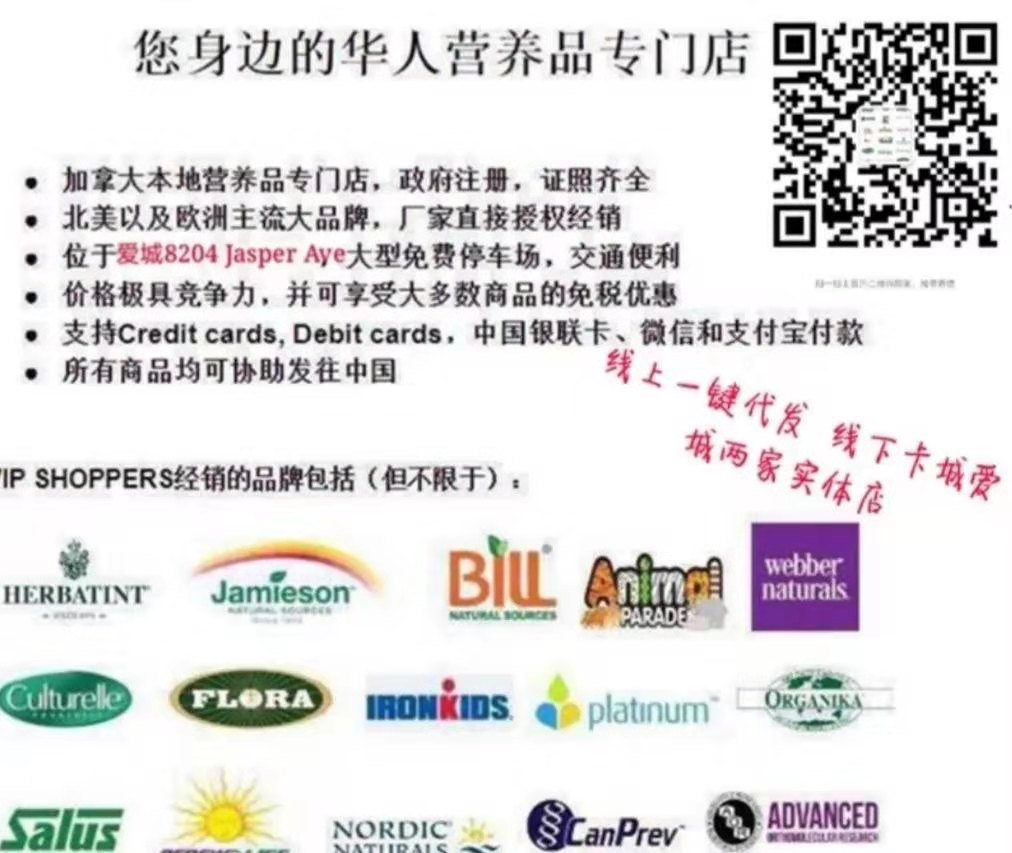 您身边的华人营养品专门店
加拿大本地营养品专门店，政府注册，证照齐全
北美以及欧洲主流大品牌，厂家直接授权经销
位于爱城8204 Jasper Aye大型免费停车场，交通便利
价格极具竞争力，并可享受大多数商品的免税优惠
支持Credit cards, Debit cards，中国银联卡、微信和支付宝付款
所有商品均可协助发往中国
线上一键代发 线下卡城爱
城两家实体店
IP SHOPPERS经销的品牌包括（但不限于）：
HERBATINT
Jamieson
NATURAL SOURCES
Since 1922
BiLL
NATURAL SOURCES
Animal
PARADE
webber
naturals
Culturelle
FLORA
IRONKIDS
platinum
ORGANIKA
Salus
NORDIC
NATURALS
CanPrev
ADVANCED
ORTHOMOLECULAR RESEARCH